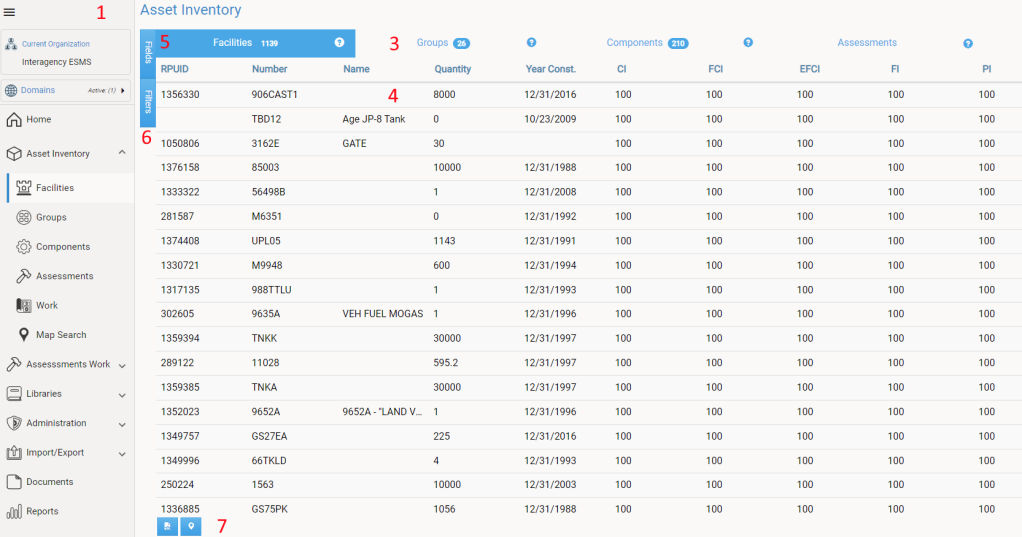 1
Asset Inventory
Current Organization
Interagency ESMS
Domains Active: (1)
Home
Asset Inventory
Facilities
Groups
Components
Assessments
Work
Map Search
Assesssments Work
Libraries
Administration
Import/Export
Documents
Reports
Fields
Filters
5 Facilities 1139 ? 3 Groups 26 ? Components 210 ? Assessments ?
RPUID Number Name Quantity Year Const. CI FCI EFCI FI PI
1356330 906CAST1 4 8000 12/31/2016 100 100 100 100 100
TBD12 Age JP-8 Tank 0 10/23/2009 100 100 100 100 100
6
1050806 3162E GATE 30 100 100 100 100 100
1376158 85003 10000 12/31/1988 100 100 100 100 100
1333322 56498B 1 12/31/2008 100 100 100 100 100
281587 M6351 0 12/31/1992 100 100 100 100 100
1374408 UPL05 1143 12/31/1991 100 100 100 100 100
1330721 M9948 600 12/31/1994 100 100 100 100 100
1317135 988TTLU 1 12/31/1993 100 100 100 100 100
302605 9635A VEH FUEL MOGAS 1 12/31/1996 100 100 100 100 100
1359394 TNKK 30000 12/31/1997 100 100 100 100 100
289122 11028 595.2 12/31/1997 100 100 100 100 100
1359385 TNKA 30000 12/31/1997 100 100 100 100 100
1352023 9652A 9652A - "LAND V... 1 12/31/1996 100 100 100 100 100
1349757 GS27EA 225 12/31/2016 100 100 100 100 100
1349996 66TKLD 4 12/31/1993 100 100 100 100 100
250224 1563 10000 12/31/2003 100 100 100 100 100
1336885 GS75PK 1056 12/31/1988 100 100 100 100 100
7